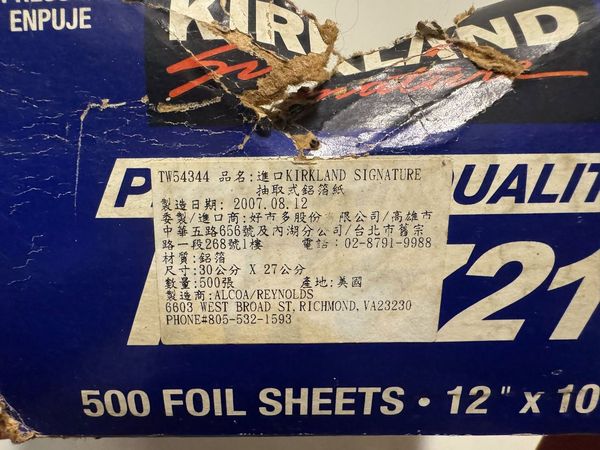 ENPUJE
KIRKLAND
Signature
QUALIT
TW54344 品名:進口KIRKLAND SIGNATURE
抽取式鋁箔紙
製造日期: 2007.08.12
委製/進口商:好市多股份 限公司/高雄市
中華五路656號及內湖分公司/台北市舊宗
路一段268號1樓 電話:02-8791-9988
材質:鋁箔
尺寸:30公分 X 27公分
數量:500張 產地:美國
製造商:ALCOA/REYNOLDS
6603 WEST BROAD ST,RICHMOND,VA23230
PHONE#805-532-1593
21
500 FOIL SHEETS • 12" x 10